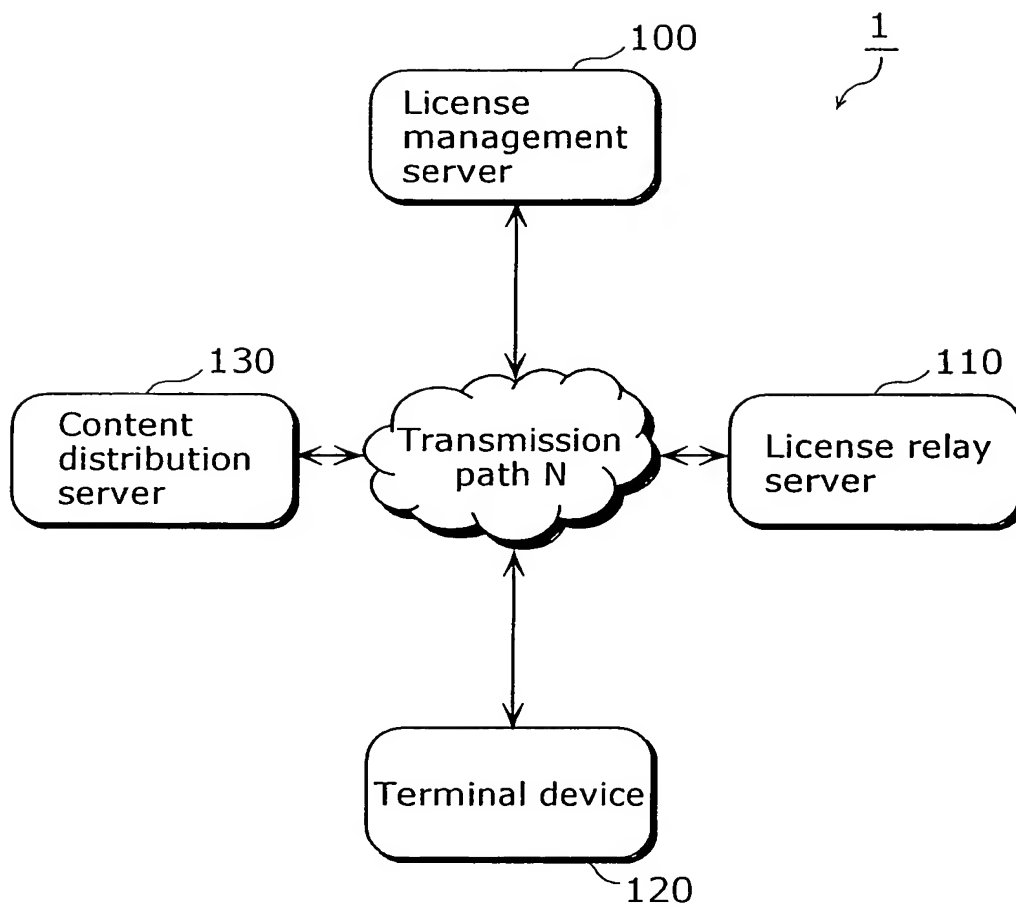 1
100
License
management
server
130
Content
distribution
server
Transmission
path N
110
License relay
server
Terminal device
120